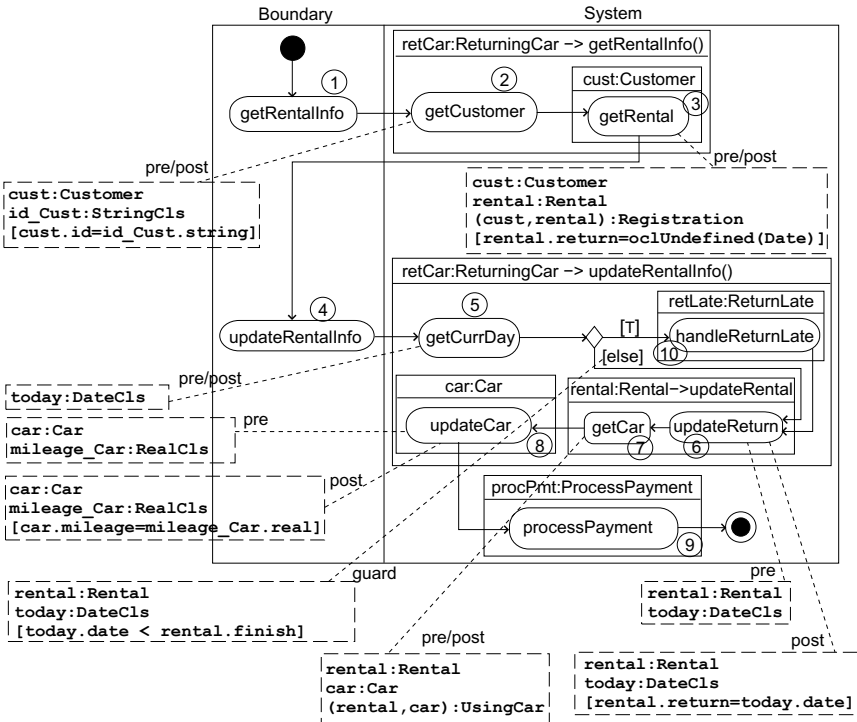 Boundary
System
retCar:ReturningCar −> getRentalInfo()
cust:Customer
1
2
3
getRentalInfo
getCustomer
getRental
pre/post
pre/post
cust:Customer
id_Cust:StringCls
[cust.id=id_Cust.string]
cust:Customer
rental:Rental
(cust,rental):Registration
[rental.return=oclUndefined(Date)]
retCar:ReturningCar −> updateRentalInfo()
retLate:ReturnLate
4
5
[T]
updateRentalInfo
getCurrDay
handleReturnLate
[else]
10
pre/post
today:DateCls
car:Car
rental:Rental−>updateRental
pre
car:Car
mileage_Car:RealCls
updateCar
getCar
updateReturn
8
7
6
post
car:Car
mileage_Car:RealCls
[car.mileage=mileage_Car.real]
procPmt:ProcessPayment
processPayment
9
guard
rental:Rental
today:DateCls
[today.date < rental.finish]
pre
rental:Rental
today:DateCls
pre/post
rental:Rental
car:Car
(rental,car):UsingCar
post
rental:Rental
today:DateCls
[rental.return=today.date]